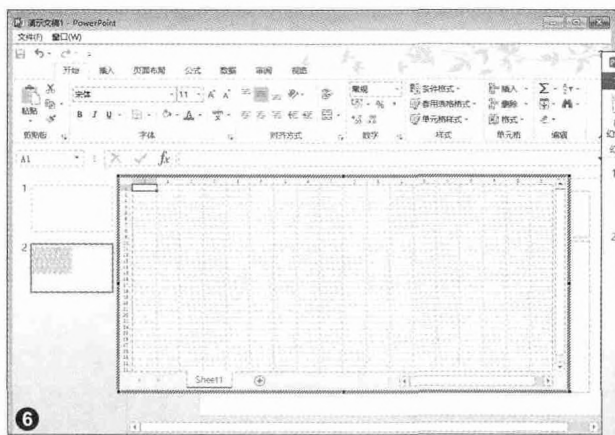 演示文稿1 - PowerPoint
文件(F) 窗口(W)
开始 插入 页面布局 公式 数据 审阅 视图
宋体 11 A A 常规 条件格式 插入 Σ
粘贴 B I U A % 套用表格格式 删除
单元格样式 格式
剪贴板 字体 对齐方式 数字 样式 单元格 编辑
A1 fx
1
2
Sheet1
6